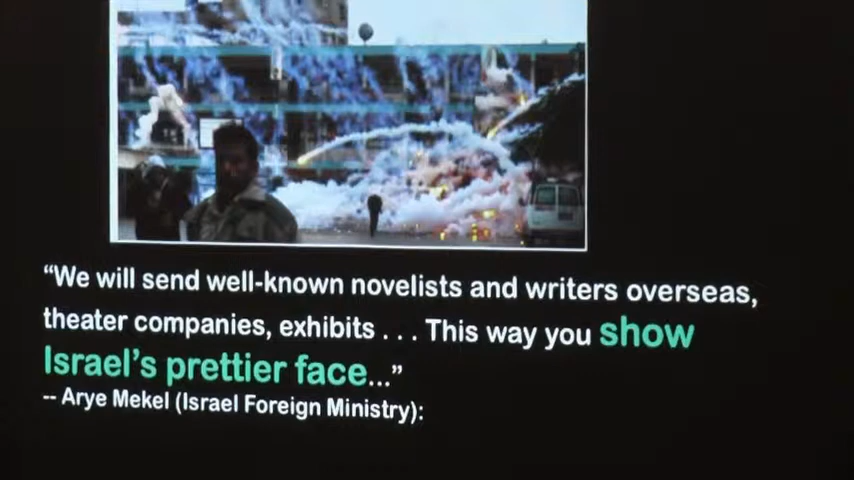 “We will send well-known novelists and writers overseas,
theater companies, exhibits . . . This way you show
Israel’s prettier face...”
-- Arye Mekel (Israel Foreign Ministry):